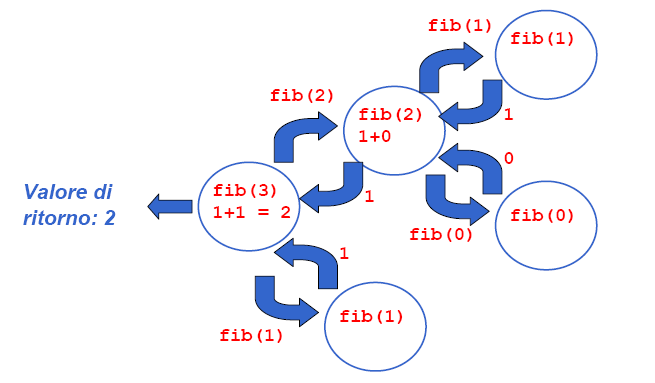 fib(1)
fib(1)
fib(2)
fib(2)
1+0
1
0
Valore di
ritorno: 2
fib(3)
1+1 = 2
1
fib(0)
fib(0)
1
fib(1)
fib(1)